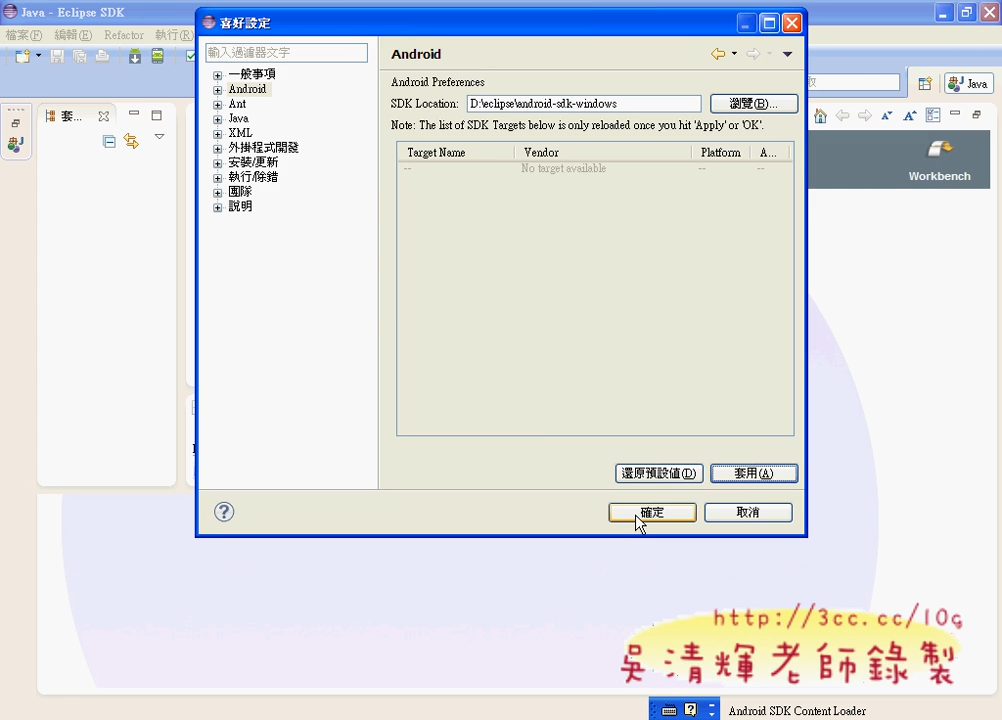 Java - Eclipse SDK
檔案(F) 編輯(E) Refactor 執行(R)
Java
套...
Workbench
喜好設定
輸入過濾器文字
一般事項
Android
Ant
Java
XML
外掛程式開發
安裝/更新
執行/除錯
團隊
說明
Android
Android Preferences
SDK Location: D:\eclipse\android-sdk-windows 瀏覽(B)...
Note: The list of SDK Targets below is only reloaded once you hit 'Apply' or 'OK'.
Target Name Vendor Platform A...
-- No target available -- --
還原預設值(D) 套用(A)
確定 取消
http://3cc.cc/10g
吳清輝老師錄製
Android SDK Content Loader